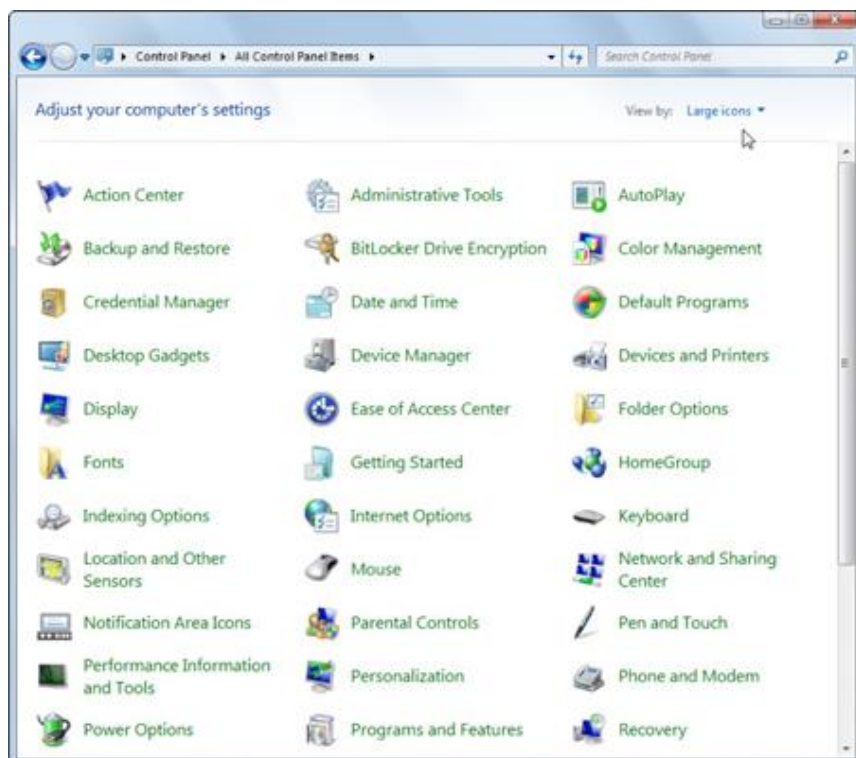 Control Panel All Control Panel Items Search Control Panel
Adjust your computer's settings View by: Large icons
Action Center Administrative Tools AutoPlay
Backup and Restore BitLocker Drive Encryption Color Management
Credential Manager Date and Time Default Programs
Desktop Gadgets Device Manager Devices and Printers
Display Ease of Access Center Folder Options
Fonts Getting Started HomeGroup
Indexing Options Internet Options Keyboard
Location and Other
Sensors
Mouse
Network and Sharing
Center
Notification Area Icons Parental Controls Pen and Touch
Performance Information
and Tools
Personalization
Phone and Modem
Power Options Programs and Features Recovery